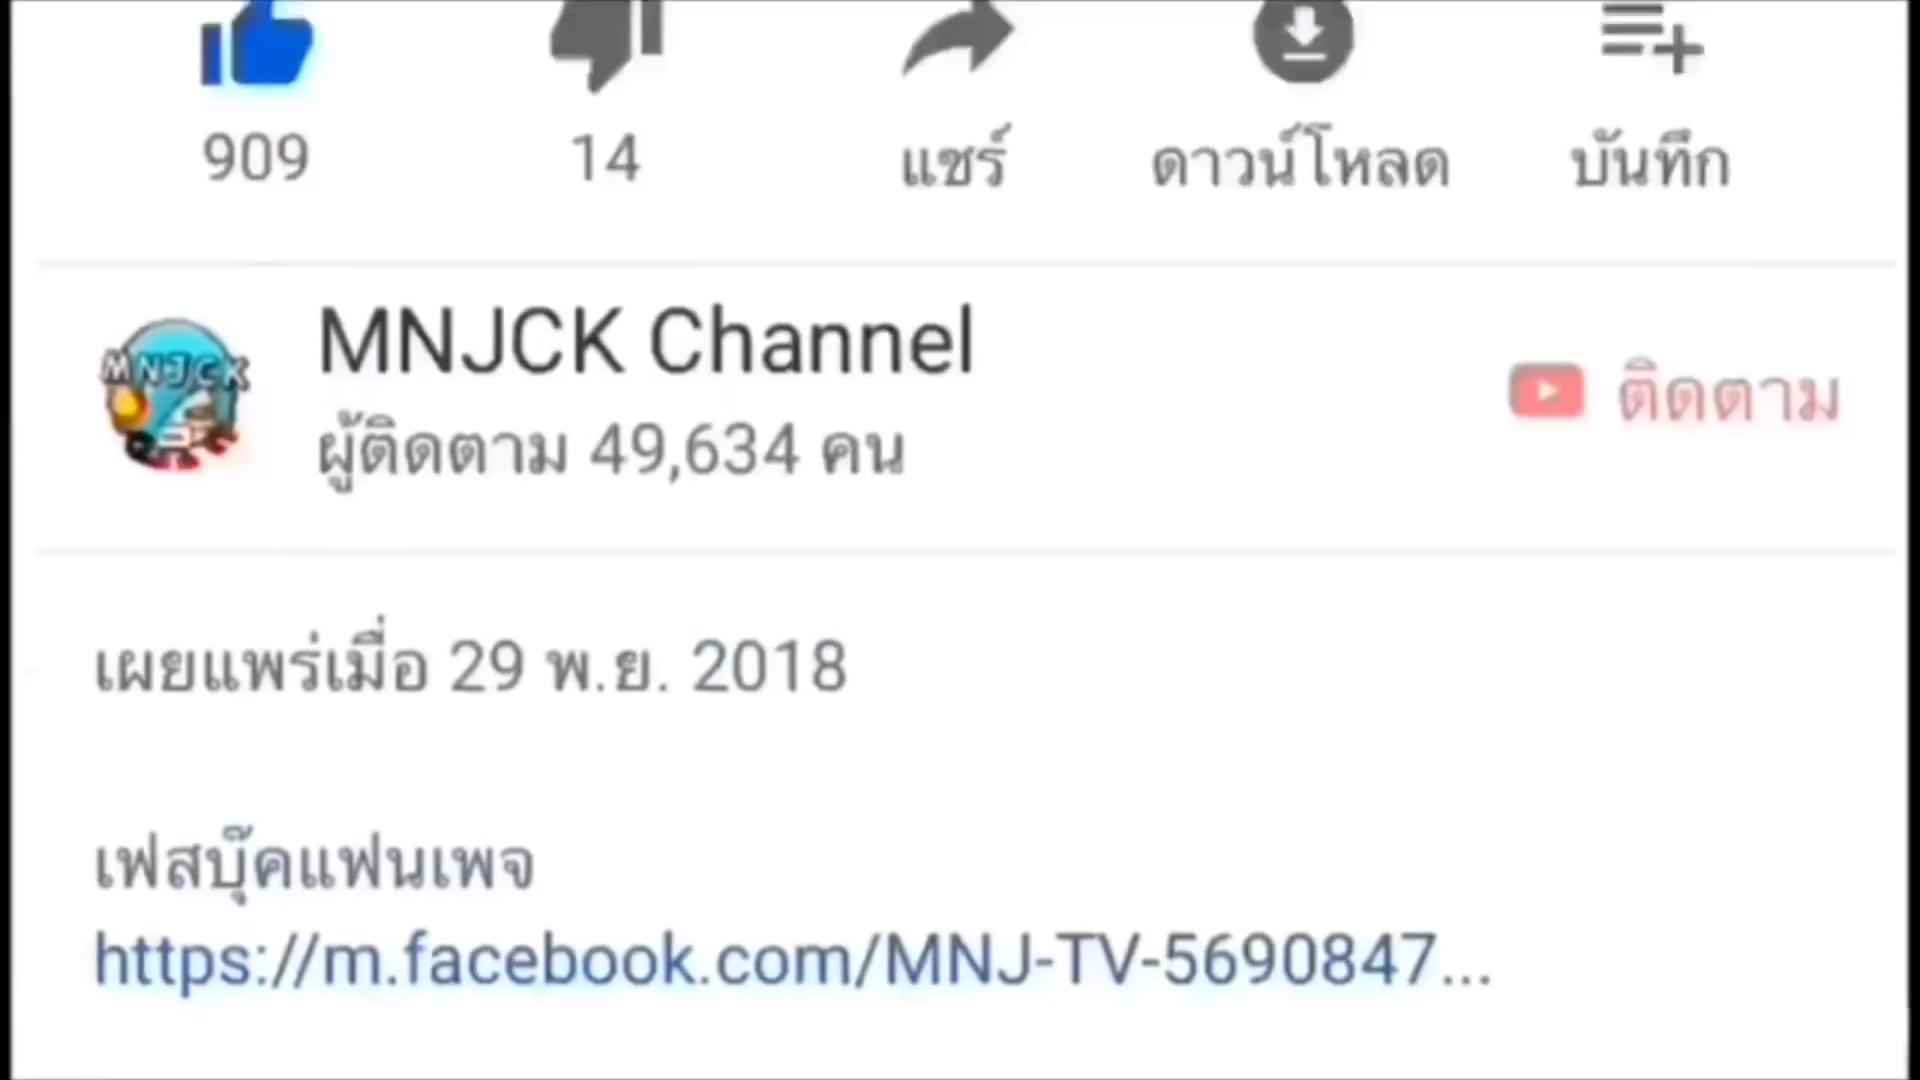 909
14
แชร์
ดาวน์โหลด
บันทึก
MNJCK
MNJCK Channel
ผู้ติดตาม 49,634 คน
ติดตาม
เผยแพร่เมื่อ 29 พ.ย. 2018
เฟสบุ๊คแฟนเพจ
https://m.facebook.com/MNJ-TV-5690847...